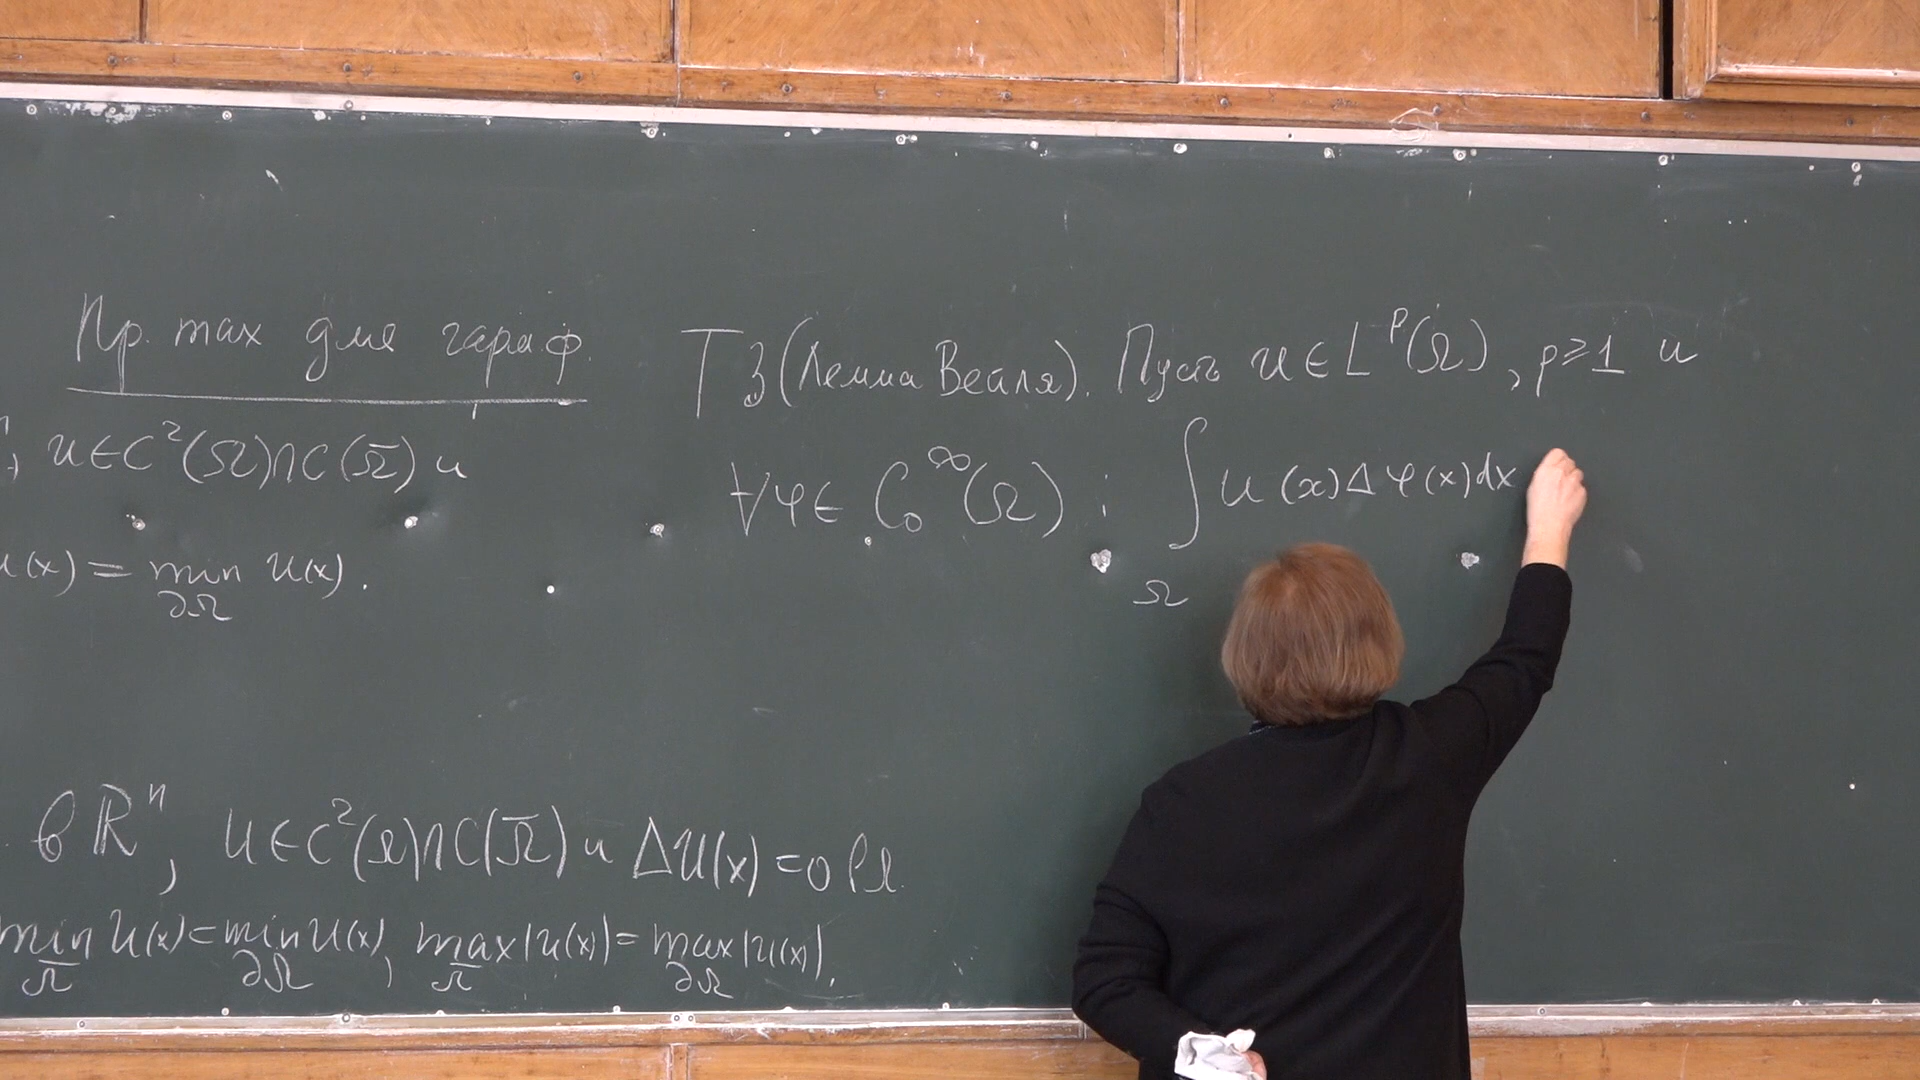 Пр. max для гарм. ф.
, u∈C²(Ω)∩C(Ω̅) и
u(x) = min u(x).
∂Ω
в ℝⁿ, u∈C²(Ω)∩C(Ω̅) и Δu(x)=0 в Ω.
min u(x) = min u(x), max |u(x)| = max |u(x)|.
Ω̅ ∂Ω Ω̅ ∂Ω
Т 3 (Лемма Вейля). Пусть u∈L^p(Ω), p≥1 и
∀φ∈ C₀^∞(Ω) : ∫ u(x)Δφ(x)dx
Ω